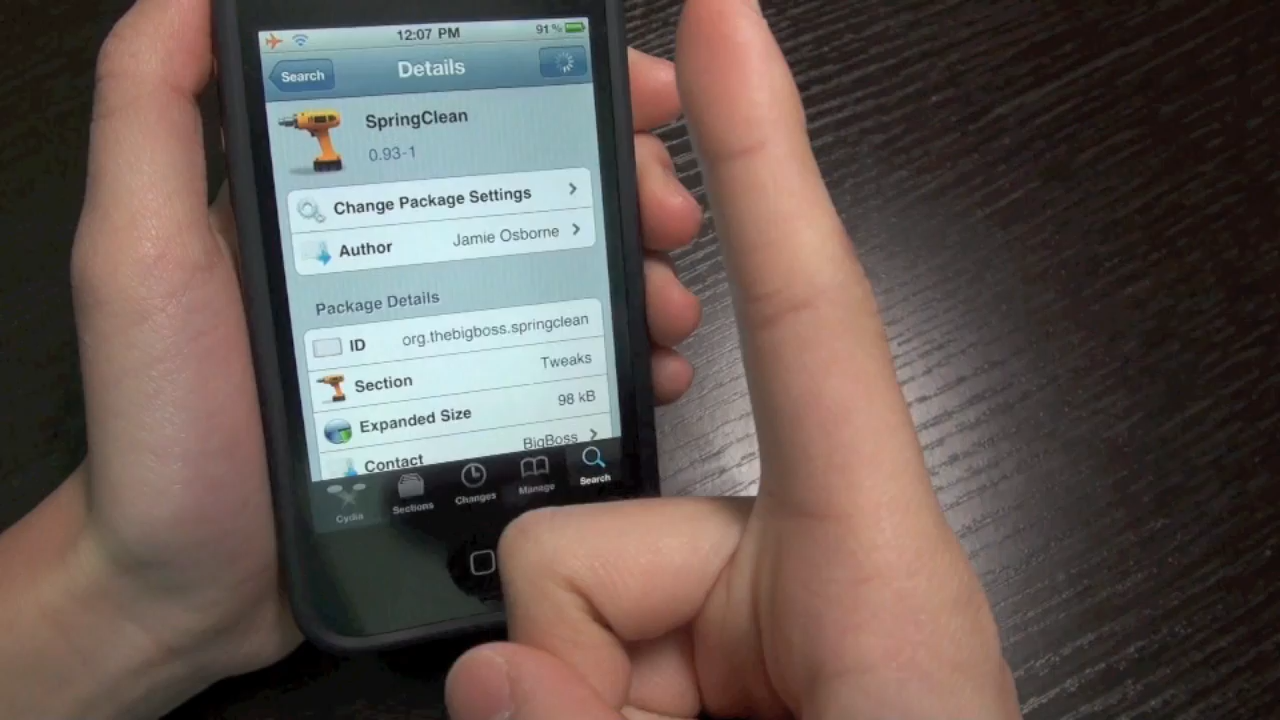 12:07 PM
91%
Search
Details
SpringClean
0.93-1
Change Package Settings
Author Jamie Osborne
Package Details
ID org.thebigboss.springclean
Section Tweaks
Expanded Size 98 kB
Contact BigBoss
Cydia Sections Changes Manage Search